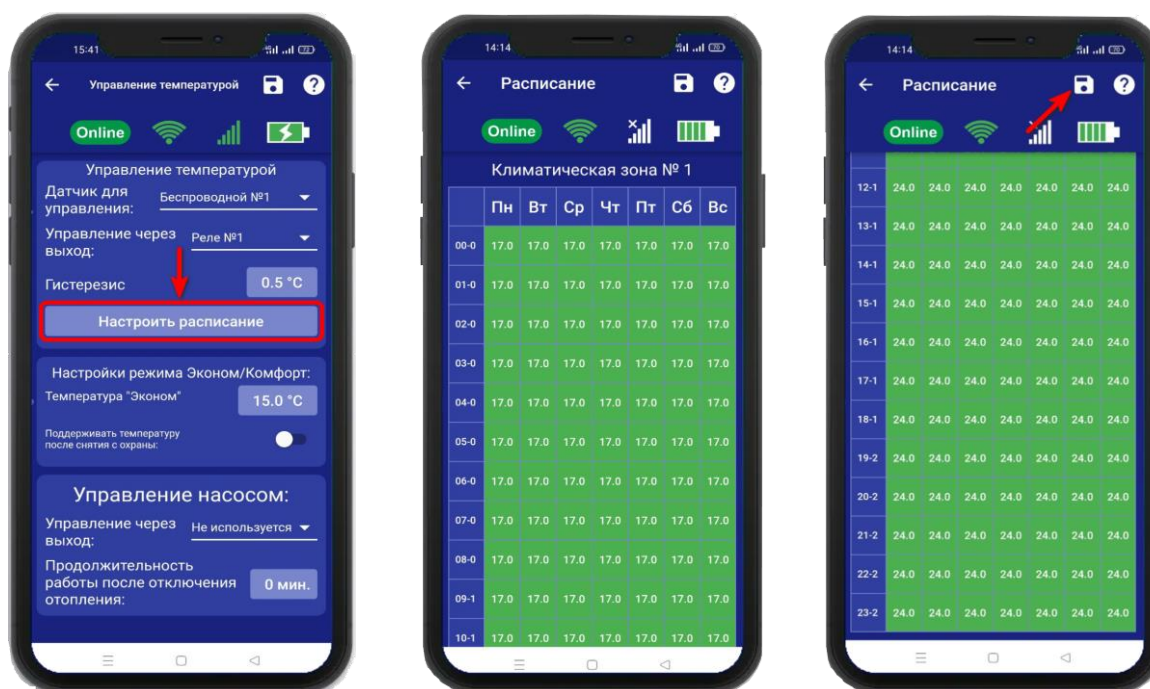 15:41
Управление температурой
Online
Управление температурой
Датчик для
управления:
Беспроводной №1
Управление через
выход:
Реле №1
Гистерезис
0.5 °C
Настроить расписание
Настройки режима Эконом/Комфорт:
Температура "Эконом"
15.0 °C
Поддерживать температуру
после снятия с охраны:
Управление насосом:
Управление через
выход:
Не используется
Продолжительность
работы после отключения
отопления:
0 мин.
14:14
Расписание
Online
Климатическая зона № 1
Пн Вт Ср Чт Пт Сб Вс
00-0 17.0 17.0 17.0 17.0 17.0 17.0 17.0
01-0 17.0 17.0 17.0 17.0 17.0 17.0 17.0
02-0 17.0 17.0 17.0 17.0 17.0 17.0 17.0
03-0 17.0 17.0 17.0 17.0 17.0 17.0 17.0
04-0 17.0 17.0 17.0 17.0 17.0 17.0 17.0
05-0 17.0 17.0 17.0 17.0 17.0 17.0 17.0
06-0 17.0 17.0 17.0 17.0 17.0 17.0 17.0
07-0 17.0 17.0 17.0 17.0 17.0 17.0 17.0
08-0 17.0 17.0 17.0 17.0 17.0 17.0 17.0
09-1 17.0 17.0 17.0 17.0 17.0 17.0 17.0
10-1 17.0 17.0 17.0 17.0 17.0 17.0 17.0
14:14
Расписание
Online
12-1 24.0 24.0 24.0 24.0 24.0 24.0 24.0
13-1 24.0 24.0 24.0 24.0 24.0 24.0 24.0
14-1 24.0 24.0 24.0 24.0 24.0 24.0 24.0
15-1 24.0 24.0 24.0 24.0 24.0 24.0 24.0
16-1 24.0 24.0 24.0 24.0 24.0 24.0 24.0
17-1 24.0 24.0 24.0 24.0 24.0 24.0 24.0
18-1 24.0 24.0 24.0 24.0 24.0 24.0 24.0
19-2 24.0 24.0 24.0 24.0 24.0 24.0 24.0
20-2 24.0 24.0 24.0 24.0 24.0 24.0 24.0
21-2 24.0 24.0 24.0 24.0 24.0 24.0 24.0
22-2 24.0 24.0 24.0 24.0 24.0 24.0 24.0
23-2 24.0 24.0 24.0 24.0 24.0 24.0 24.0